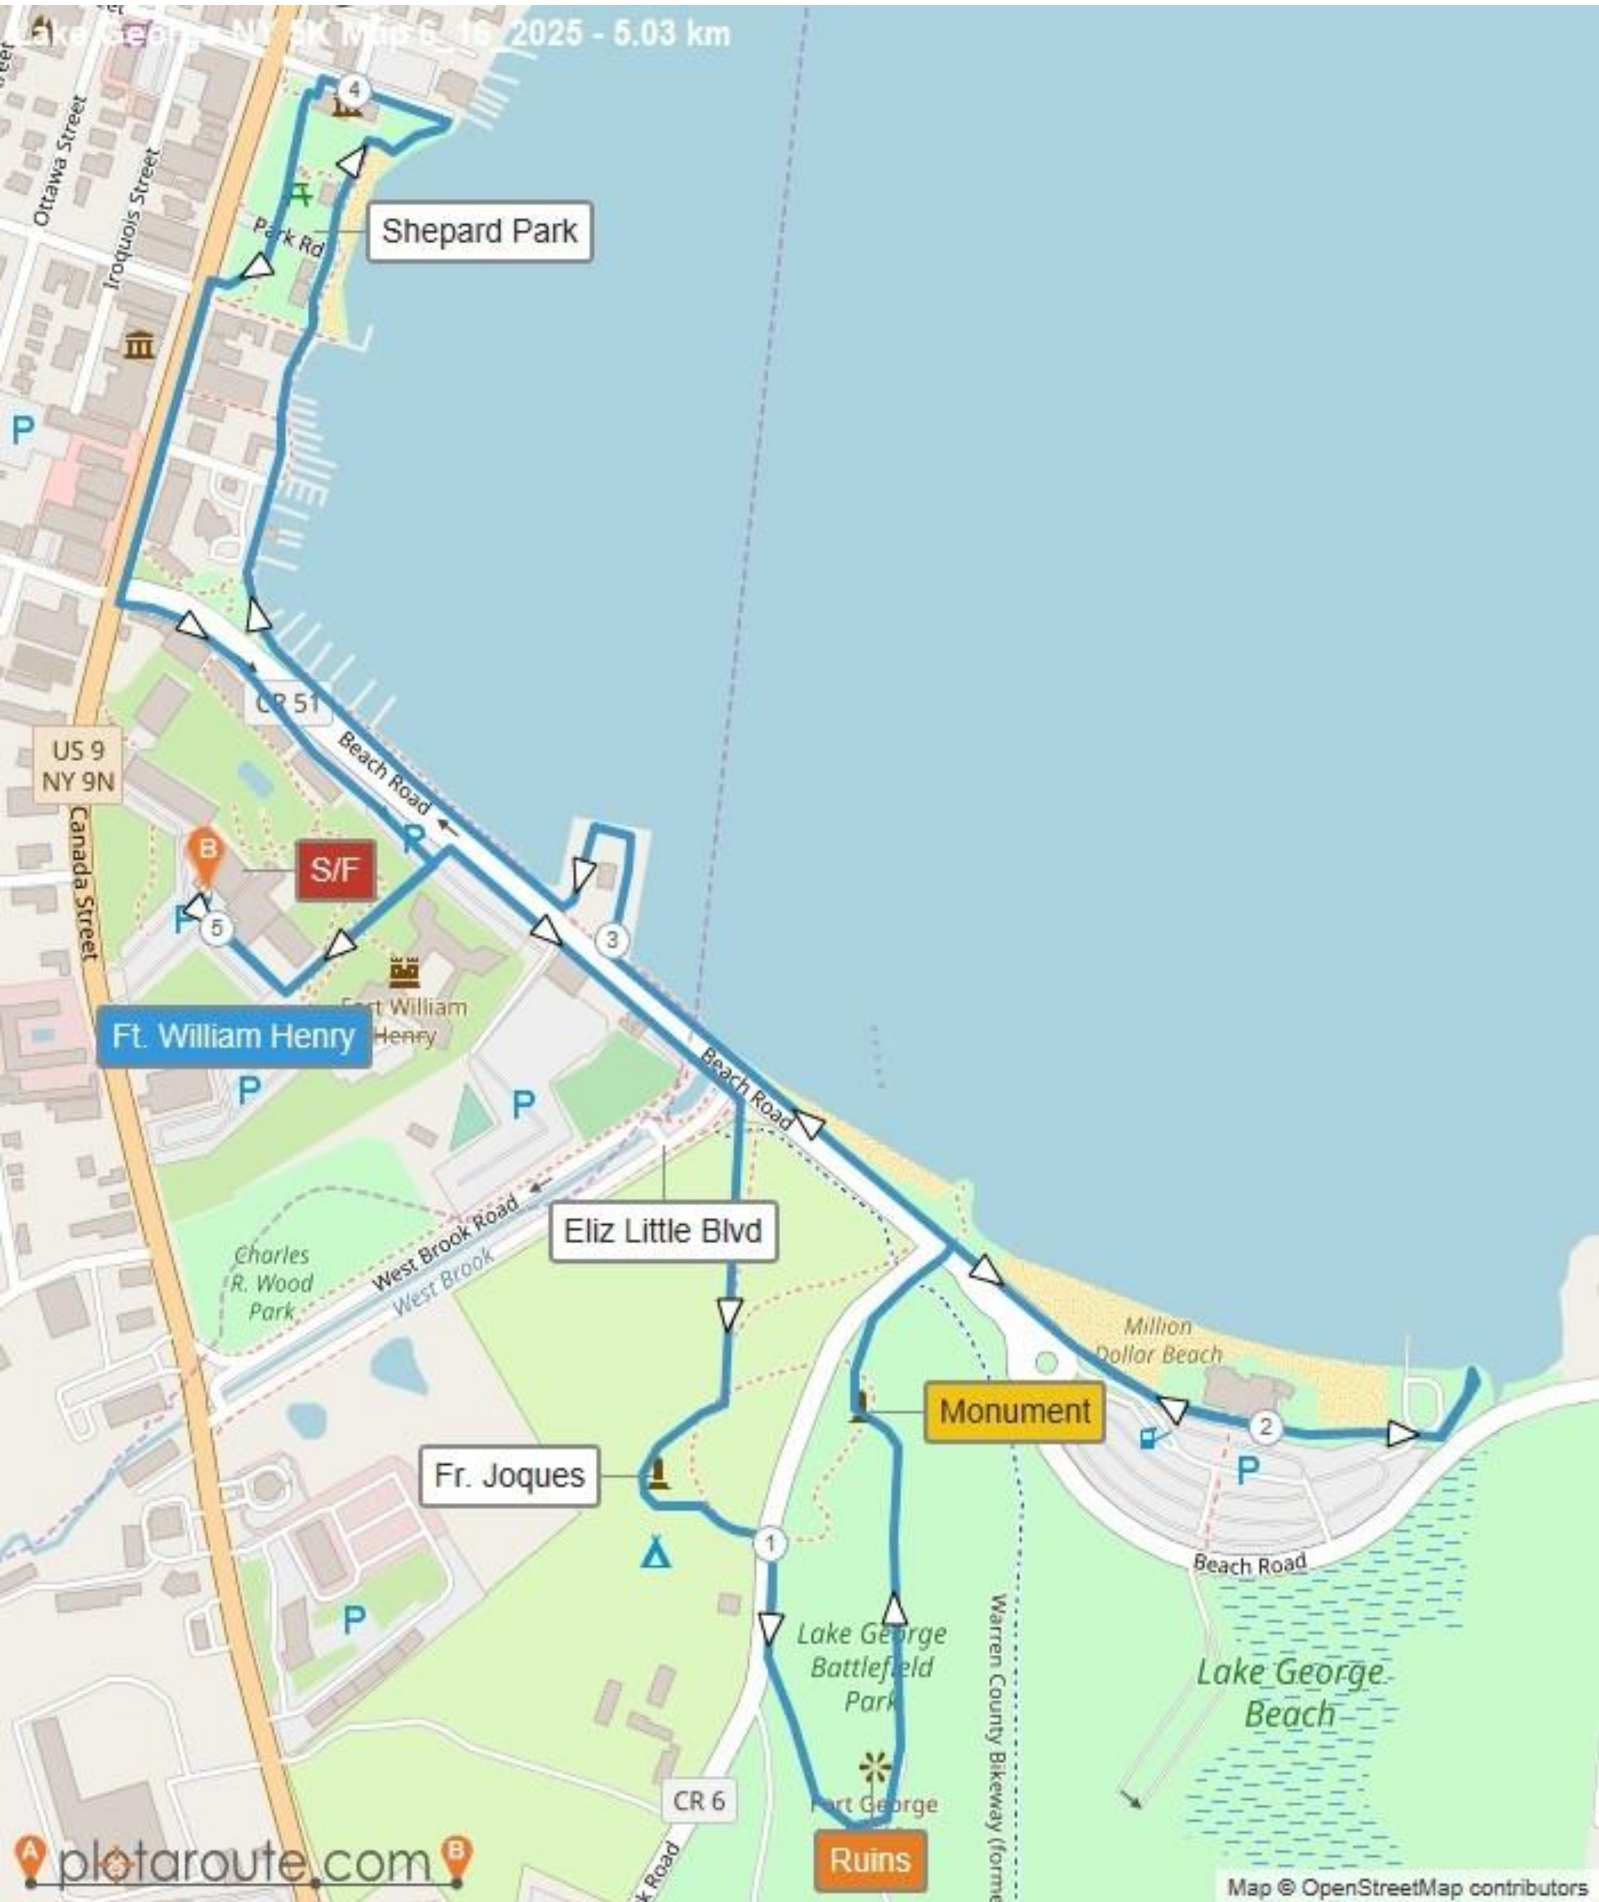 Lake George NY 5K Map 6_16_2025 - 5.03 km
4
Ottawa Street
Iroquois Street
Park Rd
Shepard Park
P
CR 51
US 9
NY 9N
Beach Road
P
B
S/F
P
5
3
Canada Street
Fort William
Henry
Ft. William Henry
P
P
Beach Road
Eliz Little Blvd
West Brook Road
West Brook
Charles
R. Wood
Park
Million
Dollar Beach
Monument
2
P
Fr. Joques
1
Beach Road
P
Lake George
Battlefield
Park
Warren County Bikeway (forme
Lake George
Beach
CR 6
Fort George
Ruins
k Road
A plotaroute.com B
Map © OpenStreetMap contributors